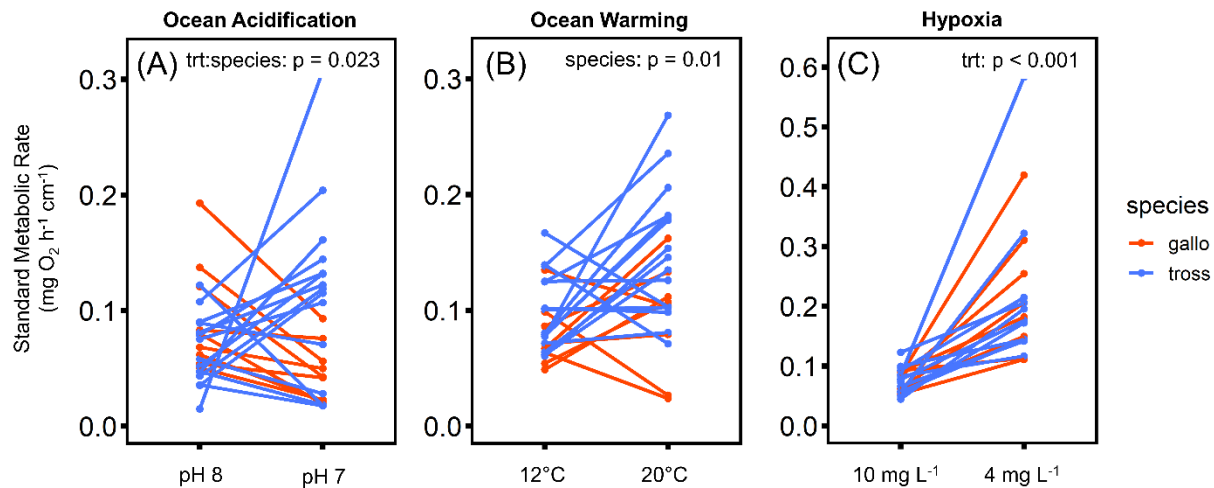 Ocean Acidification
Ocean Warming
Hypoxia
(A)
trt:species: p = 0.023
(B)
species: p = 0.01
(C)
trt: p < 0.001
Standard Metabolic Rate
(mg O₂ h⁻¹ cm⁻¹)
0.3
0.2
0.1
0.0
0.3
0.2
0.1
0.0
0.6
0.5
0.4
0.3
0.2
0.1
0.0
species
gallo
tross
pH 8
pH 7
12°C
20°C
10 mg L⁻¹
4 mg L⁻¹